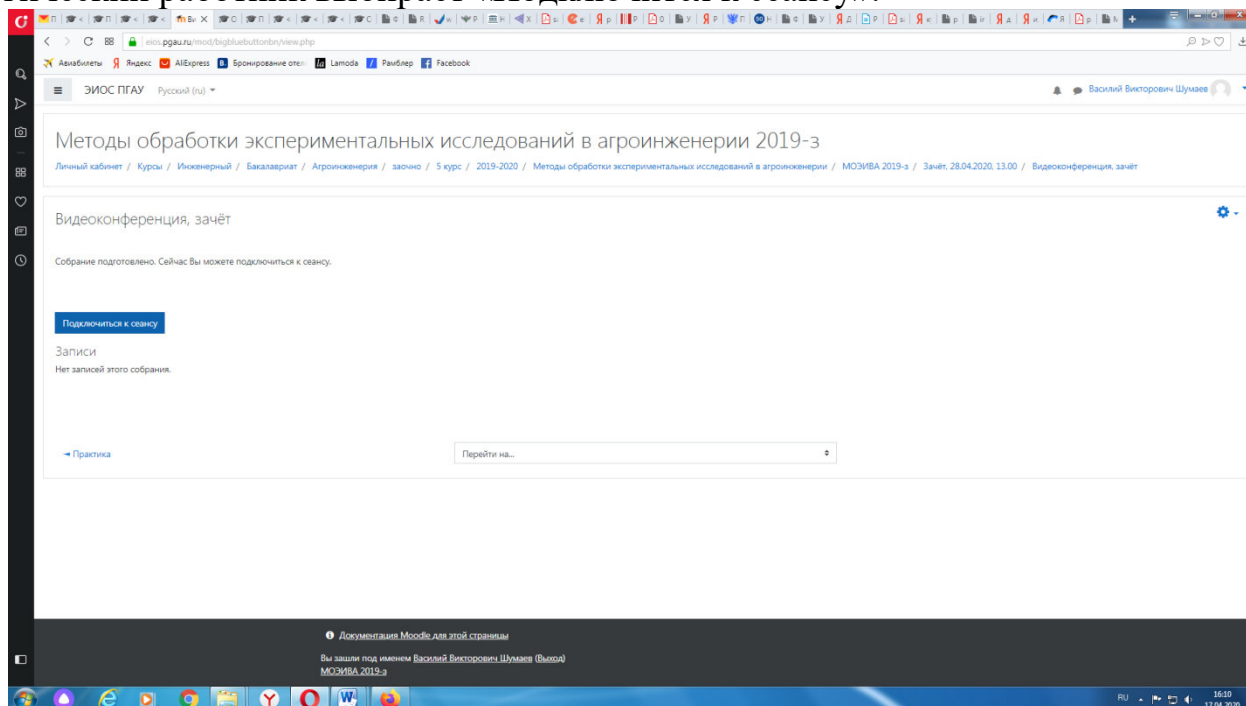 eios.pgau.ru/mod/bigbluebuttonbn/view.php
Авиабилеты Яндекс AliExpress Бронирование отел Lamoda Рамблер Facebook
ЭИОС ПГАУ Русский (ru) Василий Викторович Шумаев
Методы обработки экспериментальных исследований в агроинженерии 2019-з
Личный кабинет / Курсы / Инженерный / Бакалавриат / Агроинженерия / заочно / 5 курс / 2019-2020 / Методы обработки экспериментальных исследований в агроинженерии / МОЭИВА 2019-з / Зачёт, 28.04.2020, 13.00 / Видеоконференция, зачёт
Видеоконференция, зачёт
Собрание подготовлено. Сейчас Вы можете подключиться к сеансу.
Подключиться к сеансу
Записи
Нет записей этого собрания.
Практика Перейти на...
Документация Moodle для этой страницы
Вы зашли под именем Василий Викторович Шумаев (Выход)
МОЭИВА 2019-з
RU 16:10
17.04.2020